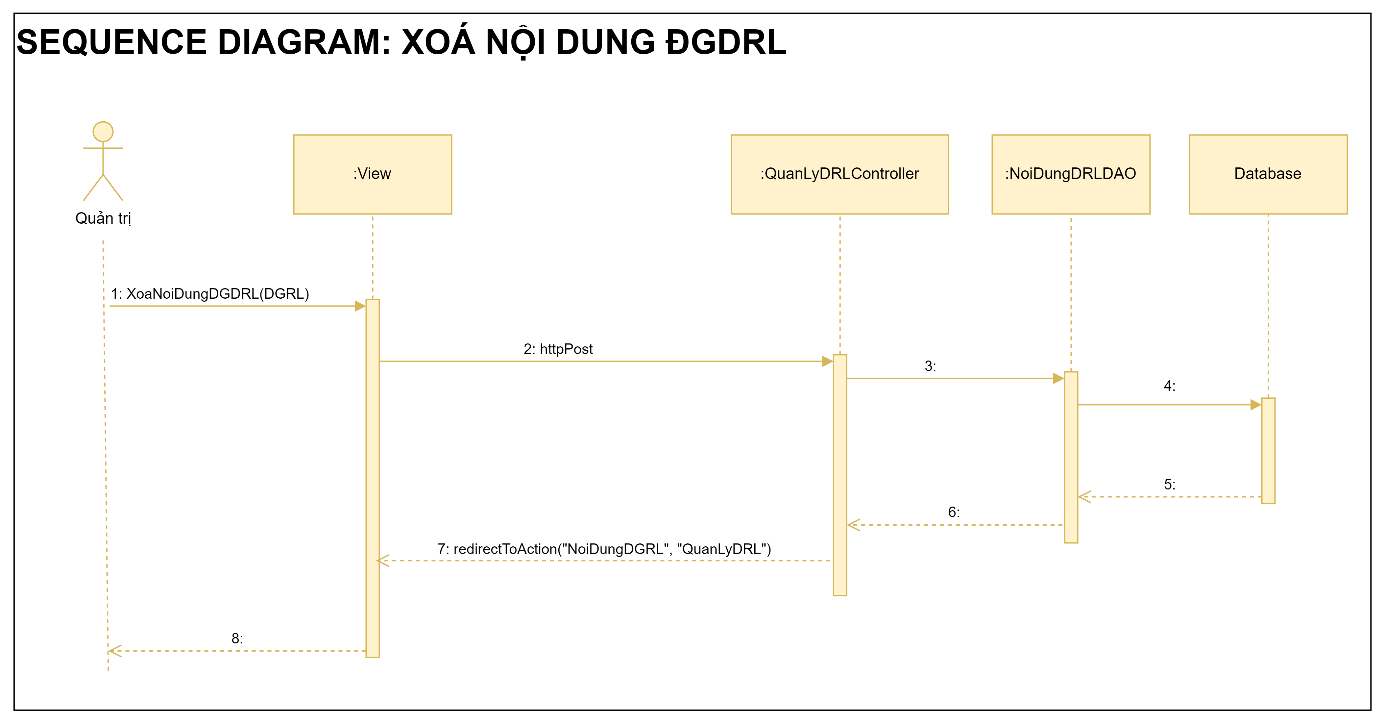 SEQUENCE DIAGRAM: XOÁ NỘI DUNG ĐGDRL
Quản trị
:View
:QuanLyDRLController
:NoiDungDRLDAO
Database
1: XoaNoiDungDGDRL(DGRL)
2: httpPost
3:
4:
5:
6:
7: redirectToAction("NoiDungDGRL", "QuanLyDRL")
8: